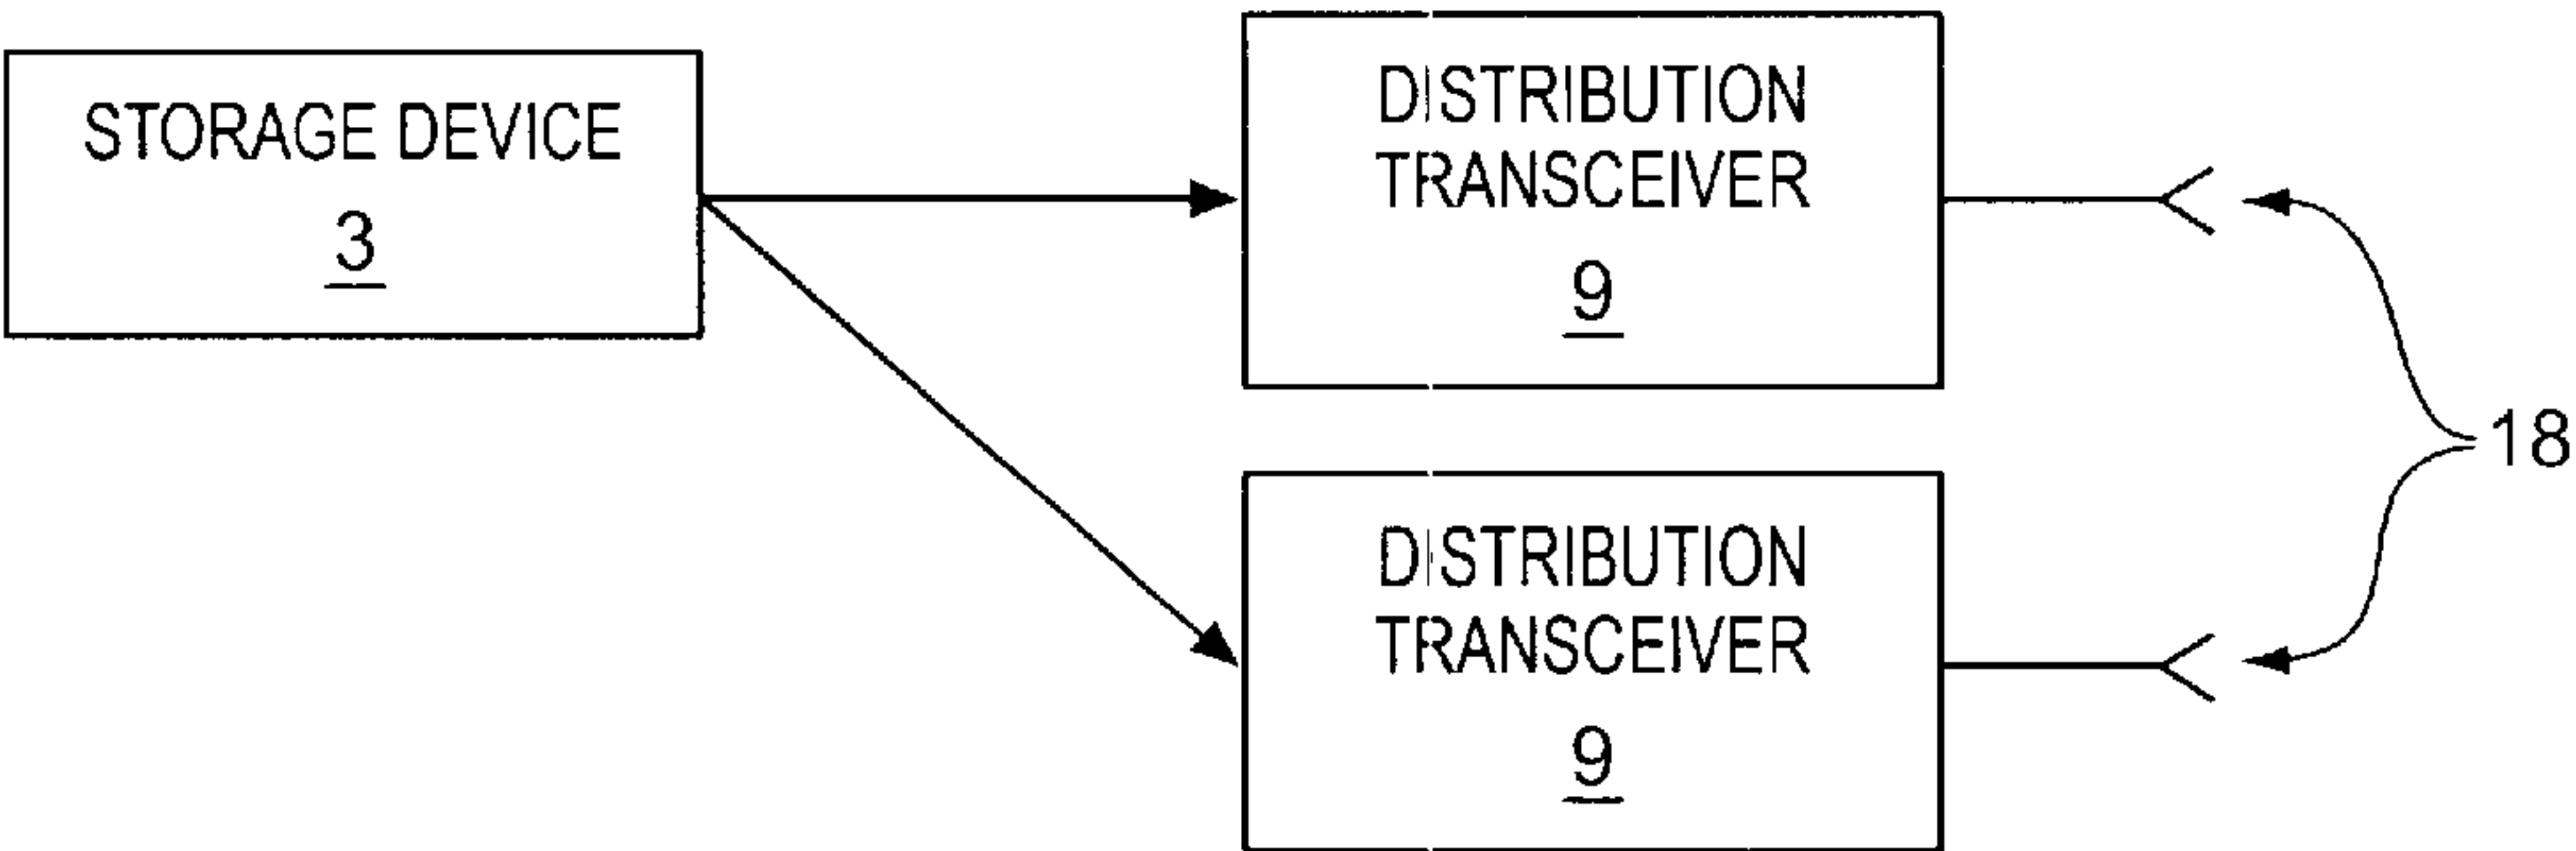 STORAGE DEVICE
3
DISTRIBUTION
TRANSCEIVER
9
18
DISTRIBUTION
TRANSCEIVER
9